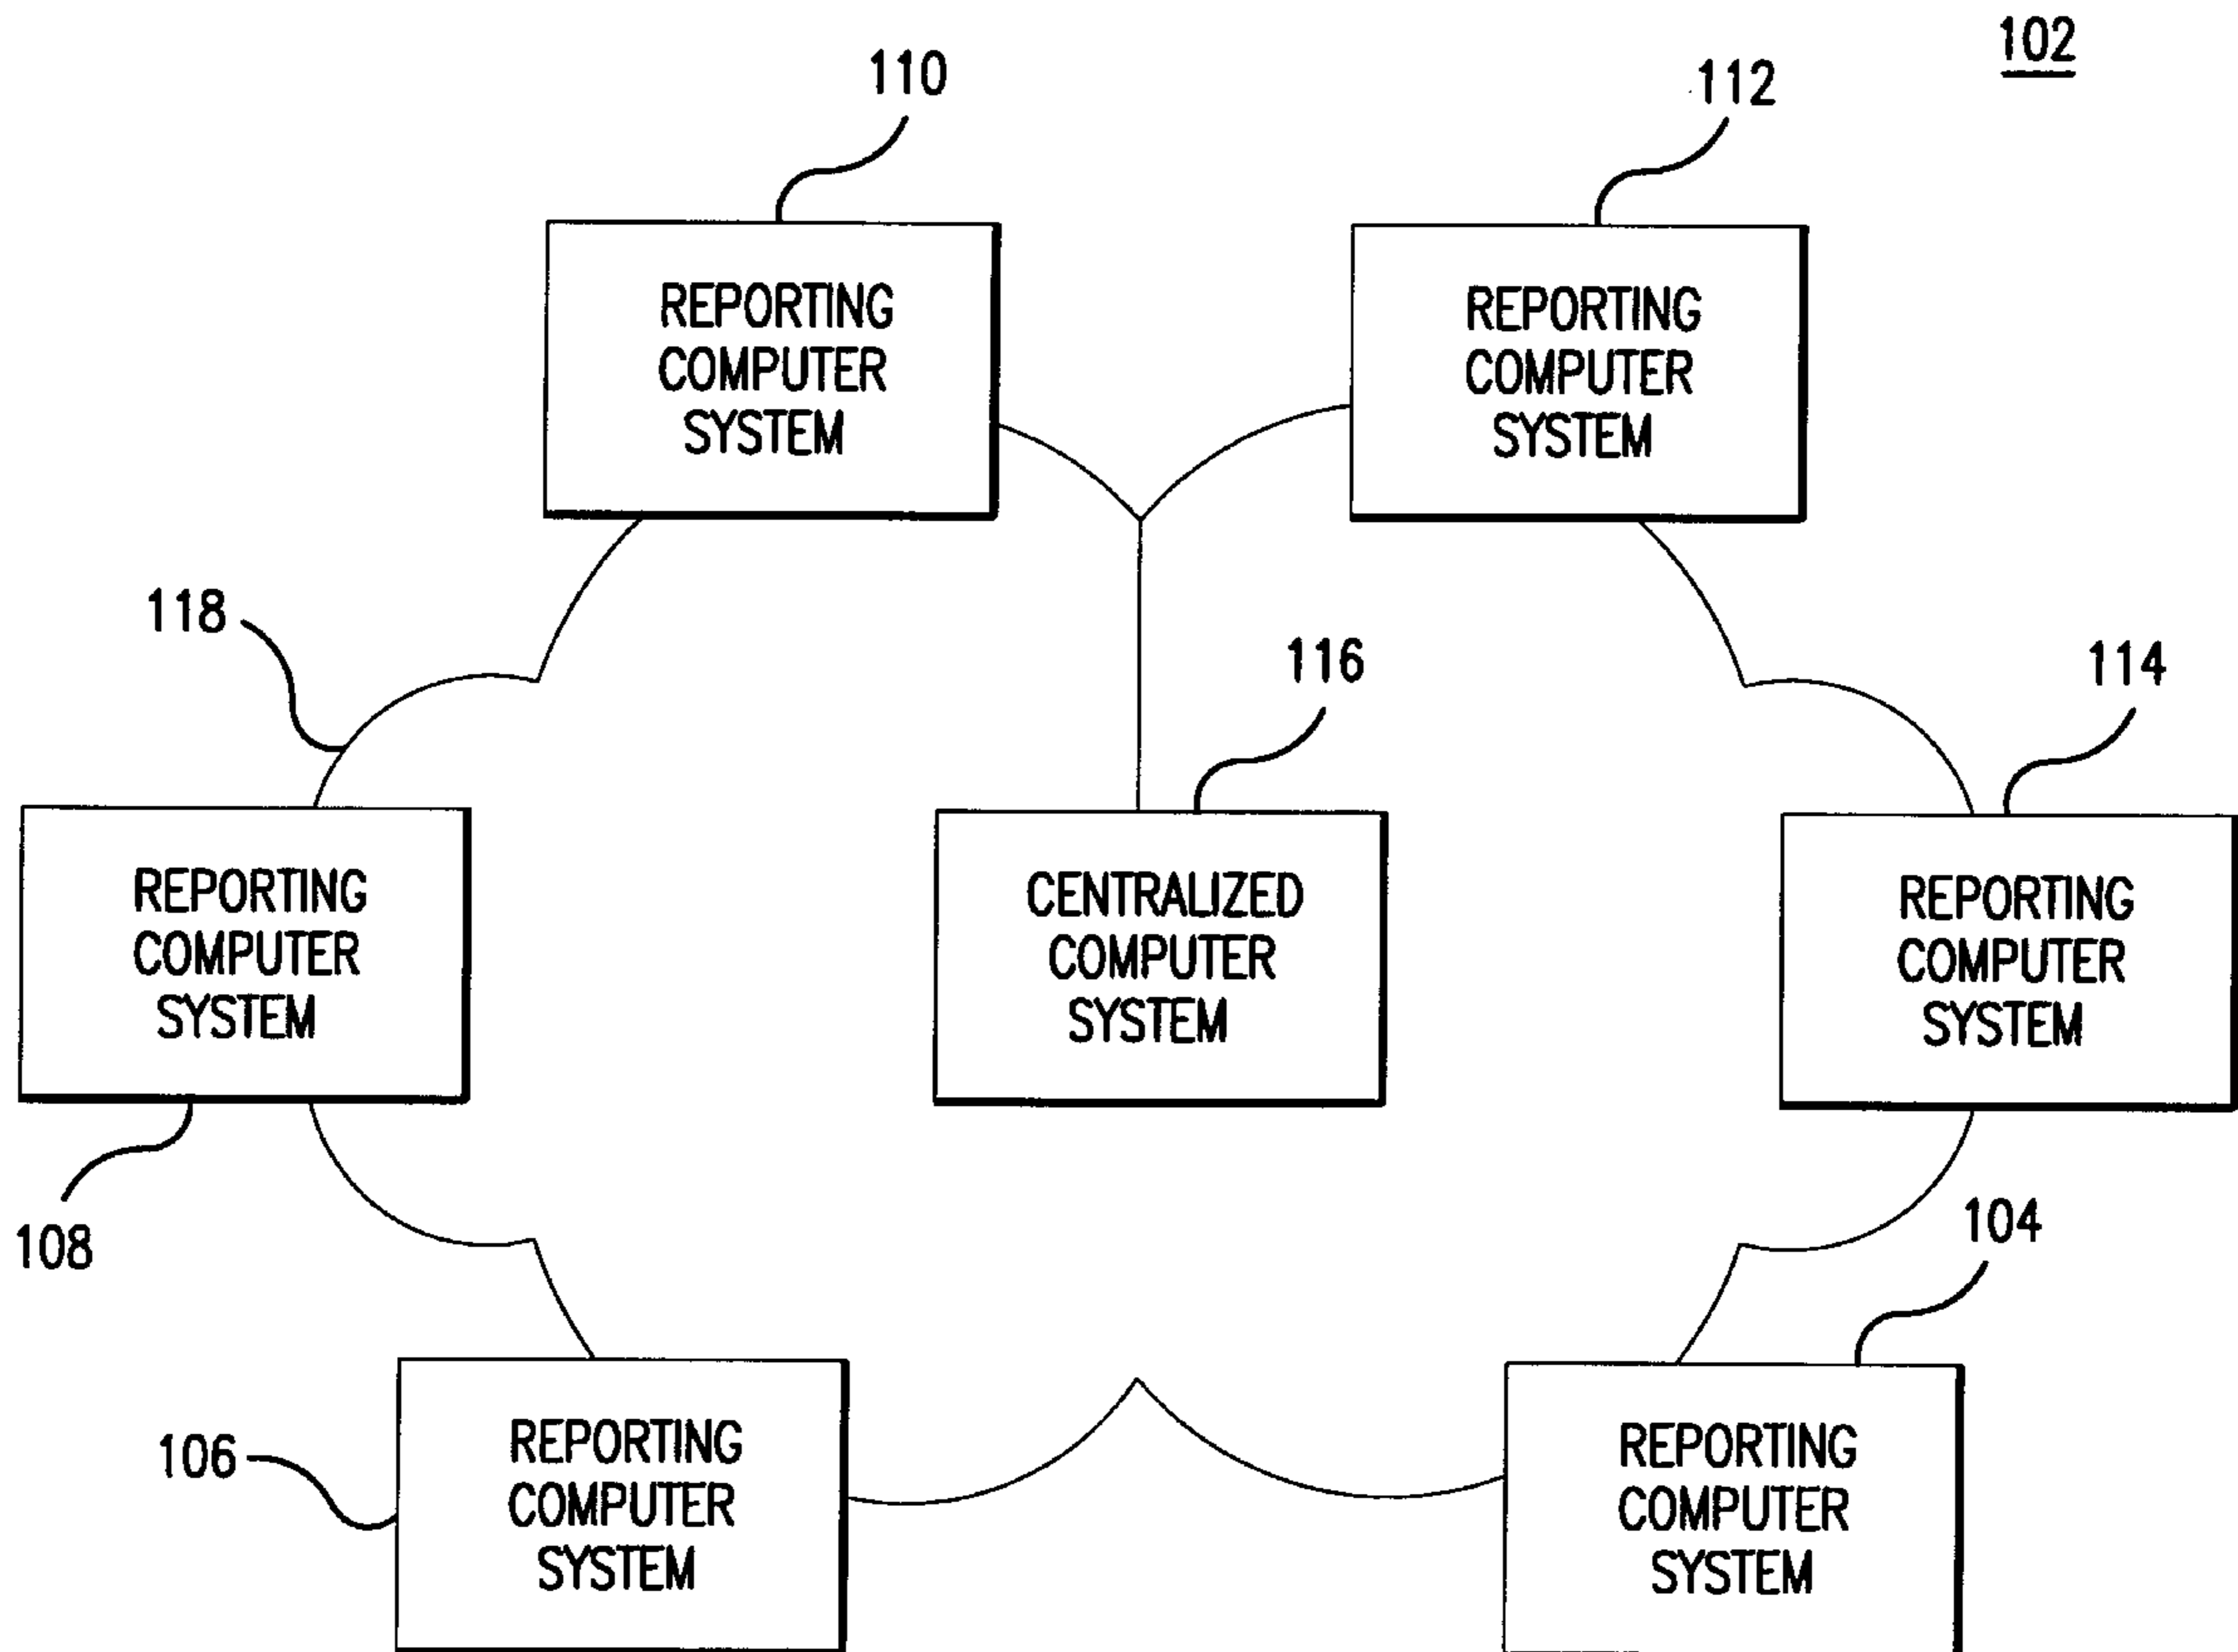 102
110
112
REPORTING
COMPUTER
SYSTEM
REPORTING
COMPUTER
SYSTEM
118
116
114
REPORTING
COMPUTER
SYSTEM
CENTRALIZED
COMPUTER
SYSTEM
REPORTING
COMPUTER
SYSTEM
108
104
106
REPORTING
COMPUTER
SYSTEM
REPORTING
COMPUTER
SYSTEM